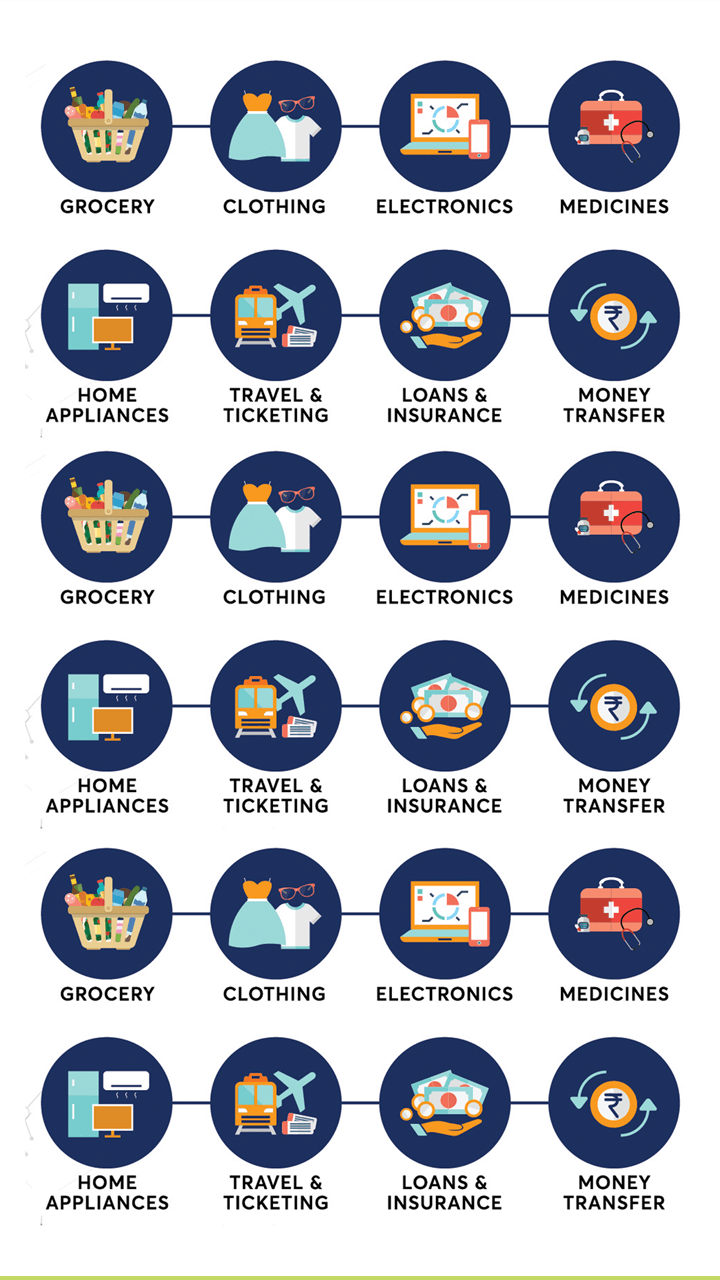 GROCERY CLOTHING ELECTRONICS MEDICINES
HOME TRAVEL & LOANS & MONEY
APPLIANCES TICKETING INSURANCE TRANSFER
GROCERY CLOTHING ELECTRONICS MEDICINES
HOME TRAVEL & LOANS & MONEY
APPLIANCES TICKETING INSURANCE TRANSFER
GROCERY CLOTHING ELECTRONICS MEDICINES
HOME TRAVEL & LOANS & MONEY
APPLIANCES TICKETING INSURANCE TRANSFER